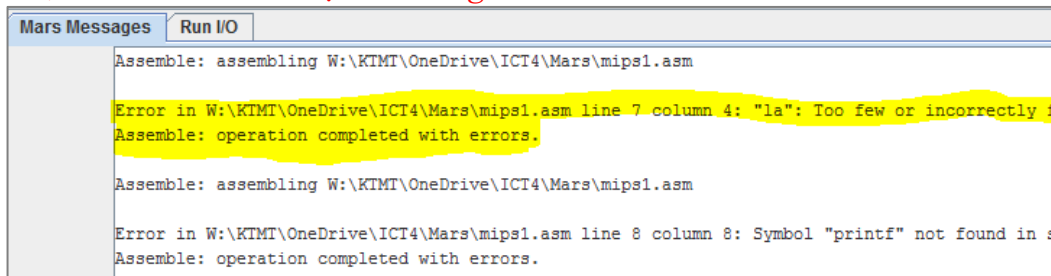 Mars Messages Run I/O
Assemble: assembling W:\KTMT\OneDrive\ICT4\Mars\mips1.asm
Error in W:\KTMT\OneDrive\ICT4\Mars\mips1.asm line 7 column 4: "la": Too few or incorrectly
Assemble: operation completed with errors.
Assemble: assembling W:\KTMT\OneDrive\ICT4\Mars\mips1.asm
Error in W:\KTMT\OneDrive\ICT4\Mars\mips1.asm line 8 column 8: Symbol "printf" not found in
Assemble: operation completed with errors.